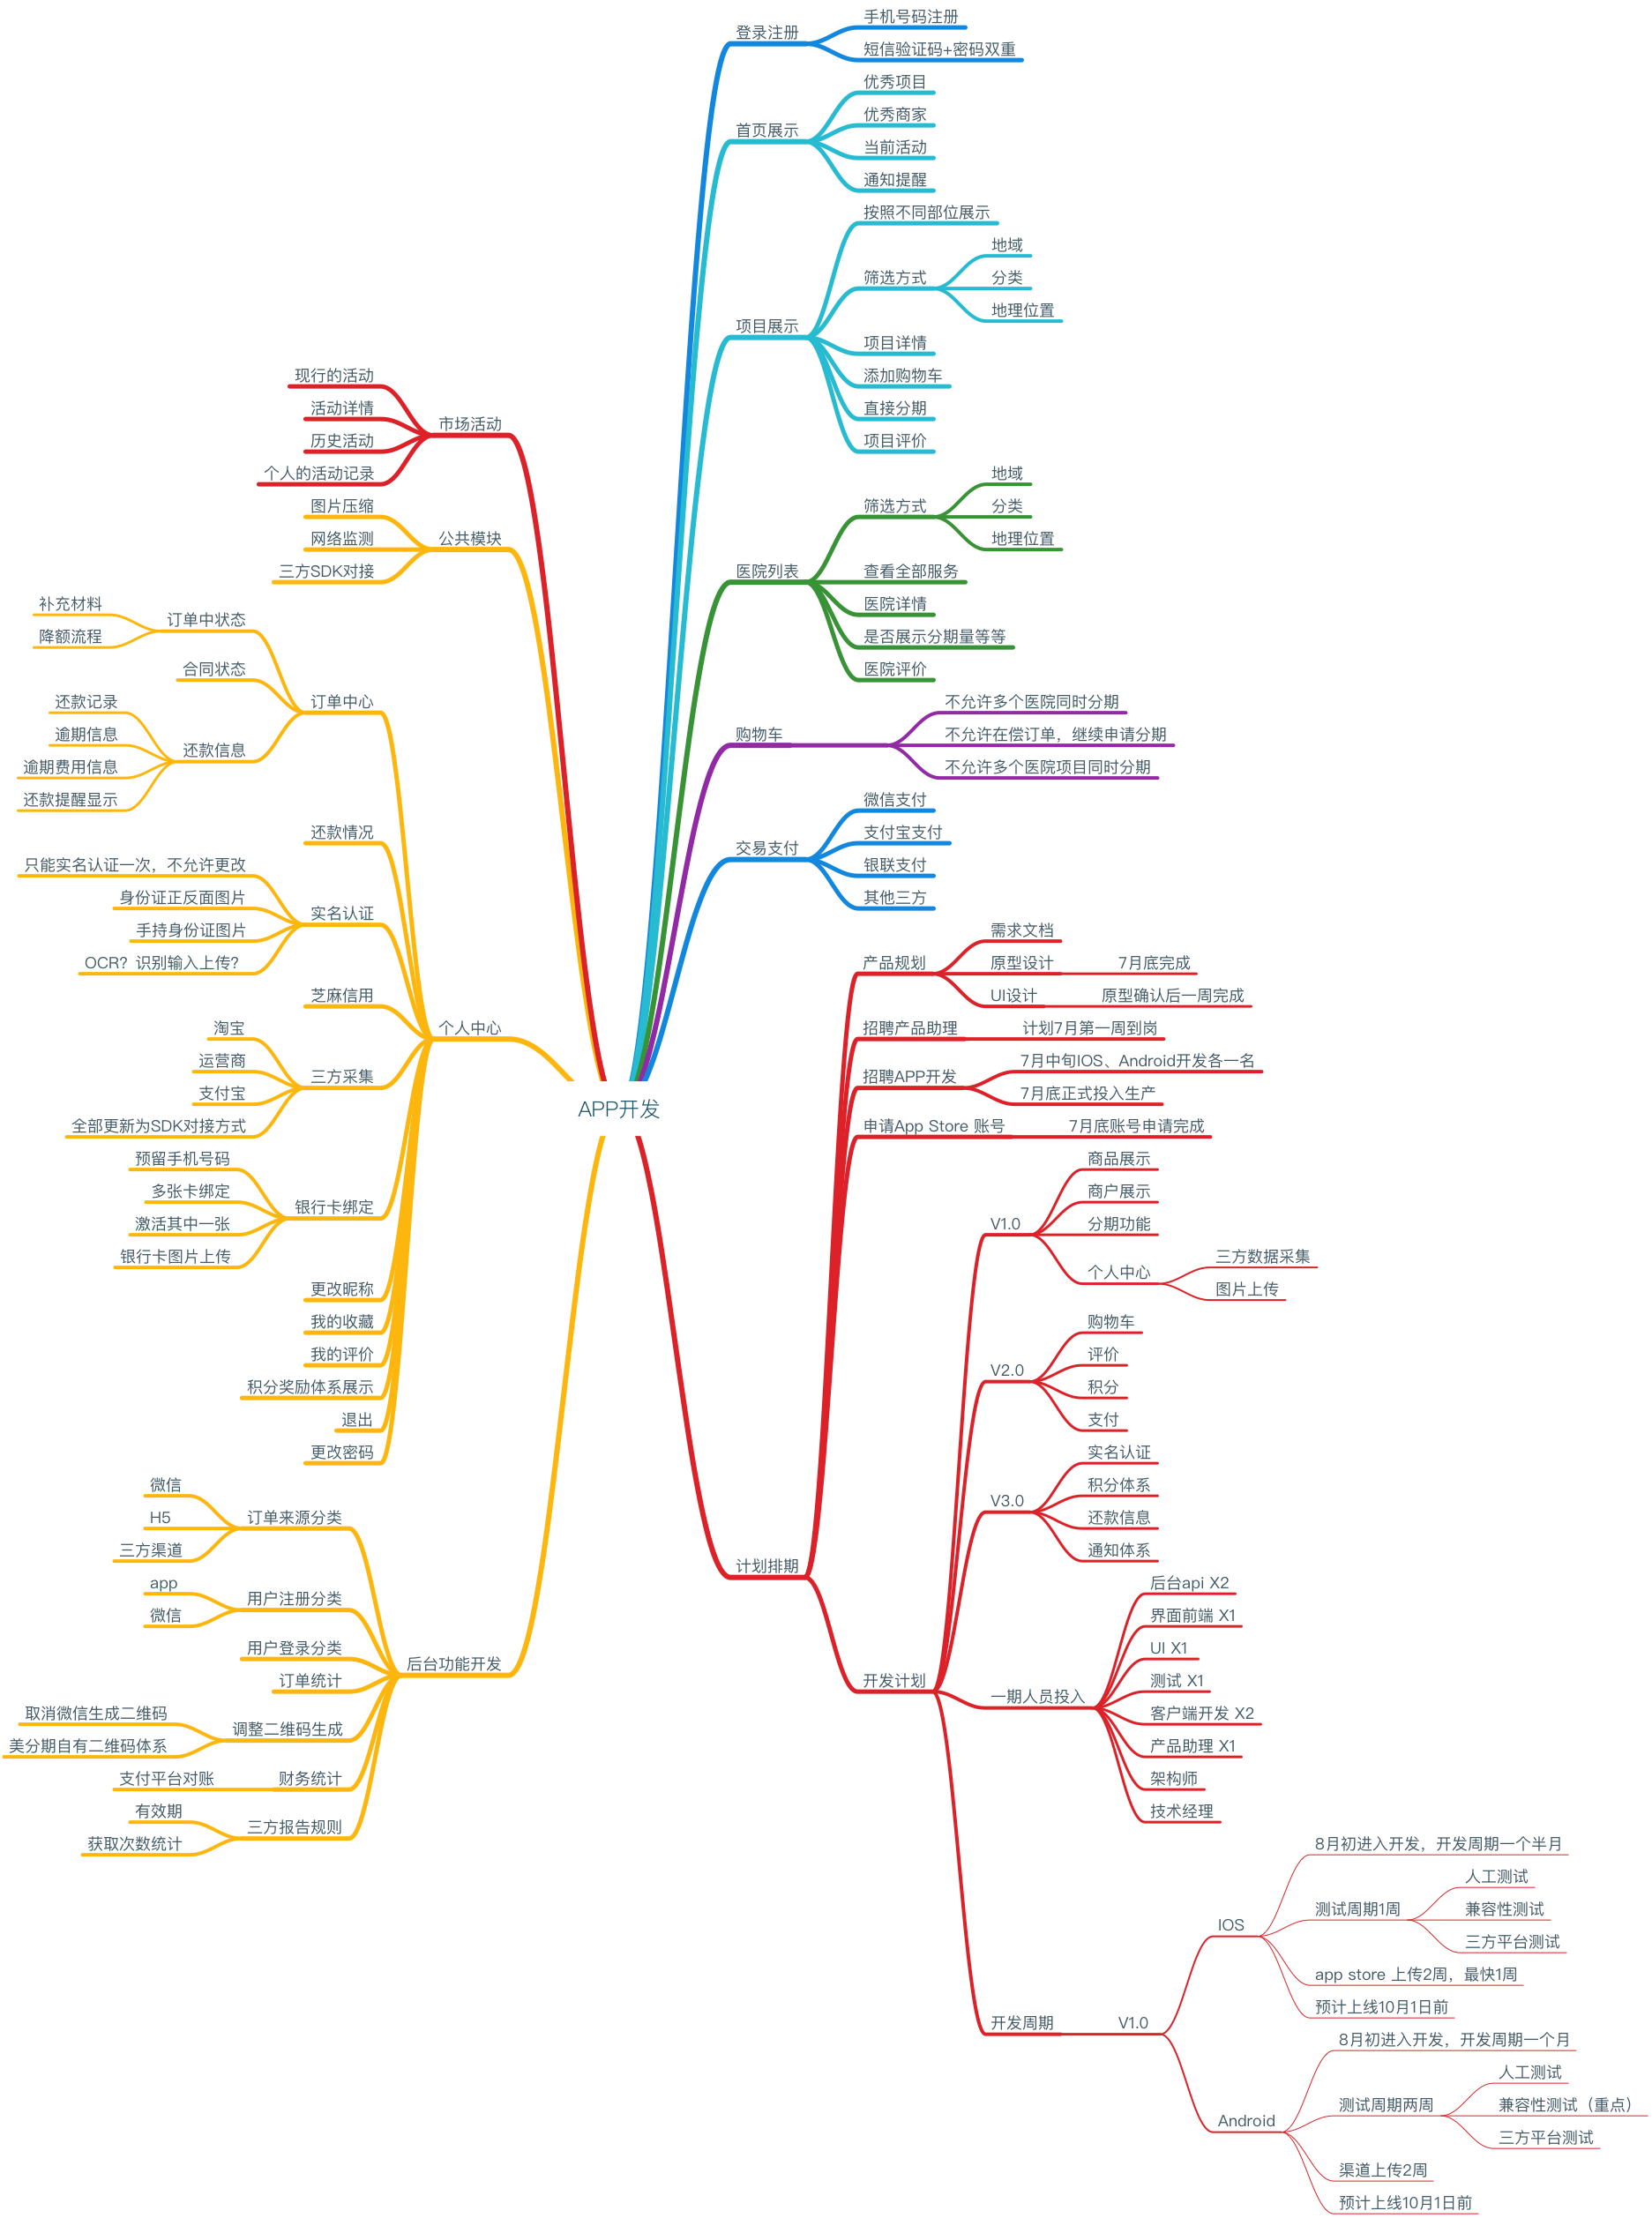 APP开发
登录注册
手机号码注册
短信验证码+密码双重
首页展示
优秀项目
优秀商家
当前活动
通知提醒
项目展示
按照不同部位展示
筛选方式
地域
分类
地理位置
项目详情
添加购物车
直接分期
项目评价
医院列表
筛选方式
地域
分类
地理位置
查看全部服务
医院详情
是否展示分期量等等
医院评价
购物车
不允许多个医院同时分期
不允许在偿订单，继续申请分期
不允许多个医院项目同时分期
交易支付
微信支付
支付宝支付
银联支付
其他三方
计划排期
产品规划
需求文档
原型设计
7月底完成
UI设计
原型确认后一周完成
招聘产品助理
计划7月第一周到岗
招聘APP开发
7月中旬IOS、Android开发各一名
7月底正式投入生产
申请App Store 账号
7月底账号申请完成
开发计划
V1.0
商品展示
商户展示
分期功能
个人中心
三方数据采集
图片上传
V2.0
购物车
评价
积分
支付
V3.0
实名认证
积分体系
还款信息
通知体系
一期人员投入
后台api X2
界面前端 X1
UI X1
测试 X1
客户端开发 X2
产品助理 X1
架构师
技术经理
开发周期
V1.0
IOS
8月初进入开发，开发周期一个半月
测试周期1周
人工测试
兼容性测试
三方平台测试
app store 上传2周，最快1周
预计上线10月1日前
Android
8月初进入开发，开发周期一个月
测试周期两周
人工测试
兼容性测试（重点）
三方平台测试
渠道上传2周
预计上线10月1日前
市场活动
现行的活动
活动详情
历史活动
个人的活动记录
公共模块
图片压缩
网络监测
三方SDK对接
个人中心
订单中心
订单中状态
补充材料
降额流程
合同状态
还款信息
还款记录
逾期信息
逾期费用信息
还款提醒显示
还款情况
实名认证
只能实名认证一次，不允许更改
身份证正反面图片
手持身份证图片
OCR？识别输入上传？
芝麻信用
三方采集
淘宝
运营商
支付宝
全部更新为SDK对接方式
银行卡绑定
预留手机号码
多张卡绑定
激活其中一张
银行卡图片上传
更改昵称
我的收藏
我的评价
积分奖励体系展示
退出
更改密码
后台功能开发
订单来源分类
微信
H5
三方渠道
用户注册分类
app
微信
用户登录分类
订单统计
调整二维码生成
取消微信生成二维码
美分期自有二维码体系
财务统计
支付平台对账
三方报告规则
有效期
获取次数统计